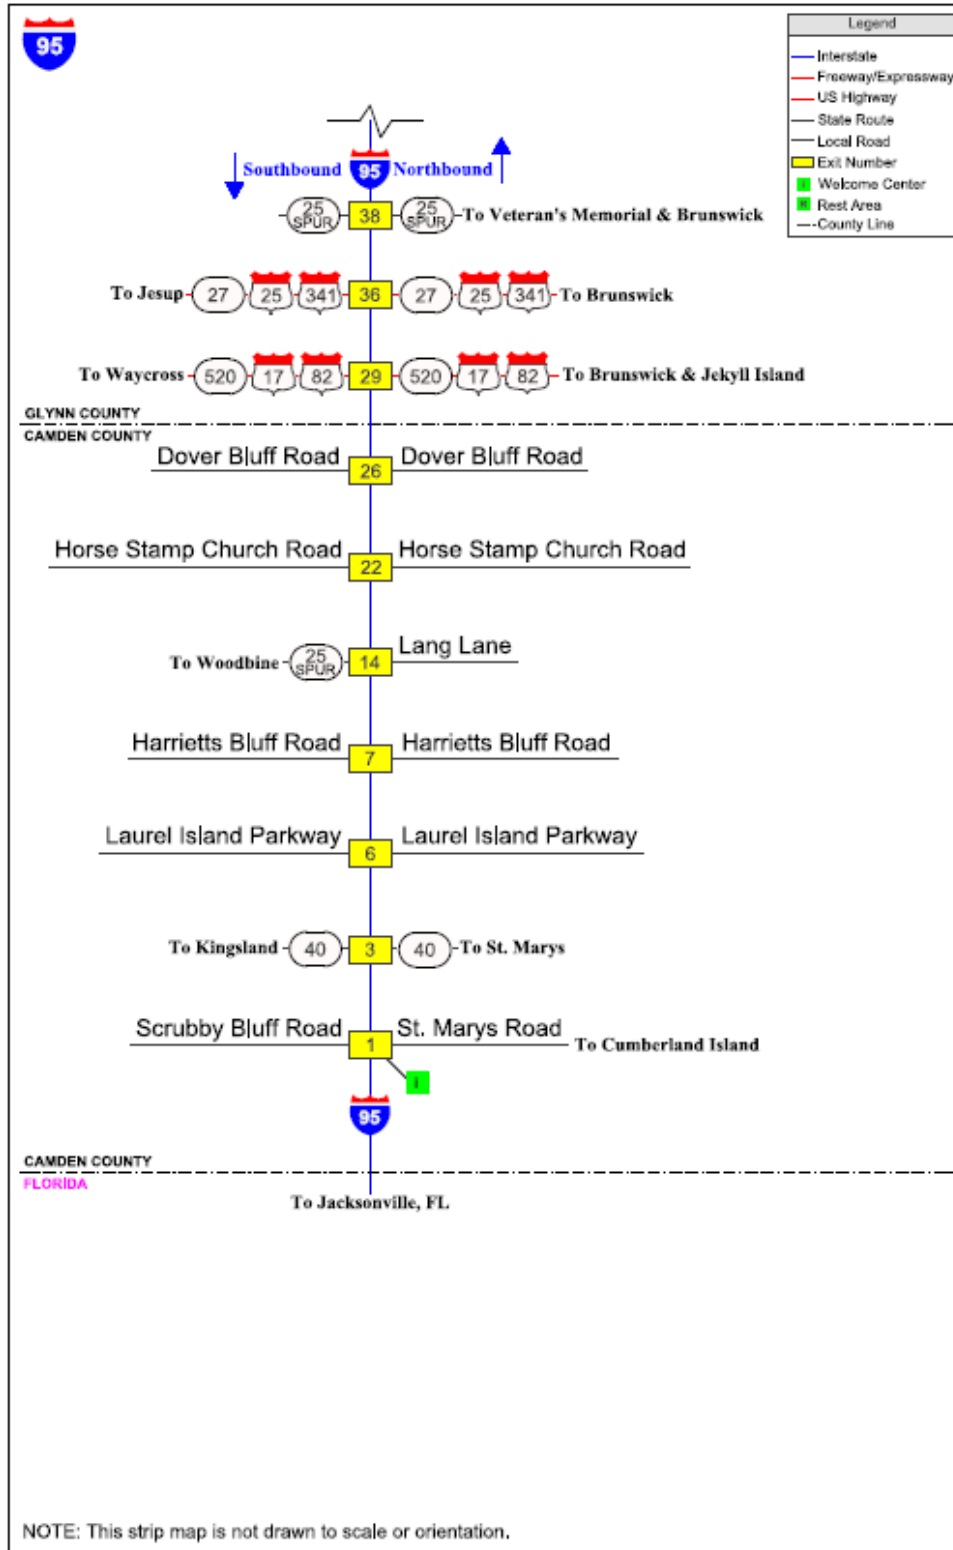 95
Legend
Interstate
Freeway/Expressway
US Highway
State Route
Local Road
Exit Number
i Welcome Center
R Rest Area
County Line
Southbound 95 Northbound
25 SPUR 38 25 SPUR To Veteran's Memorial & Brunswick
To Jesup 27 25 341 36 27 25 341 To Brunswick
To Waycross 520 17 82 29 520 17 82 To Brunswick & Jekyll Island
GLYNN COUNTY
CAMDEN COUNTY
Dover Bluff Road 26 Dover Bluff Road
Horse Stamp Church Road 22 Horse Stamp Church Road
To Woodbine 25 SPUR 14 Lang Lane
Harrietts Bluff Road 7 Harrietts Bluff Road
Laurel Island Parkway 6 Laurel Island Parkway
To Kingsland 40 3 40 To St. Marys
Scrubby Bluff Road 1 St. Marys Road To Cumberland Island
i
95
CAMDEN COUNTY
FLORIDA
To Jacksonville, FL
NOTE: This strip map is not drawn to scale or orientation.